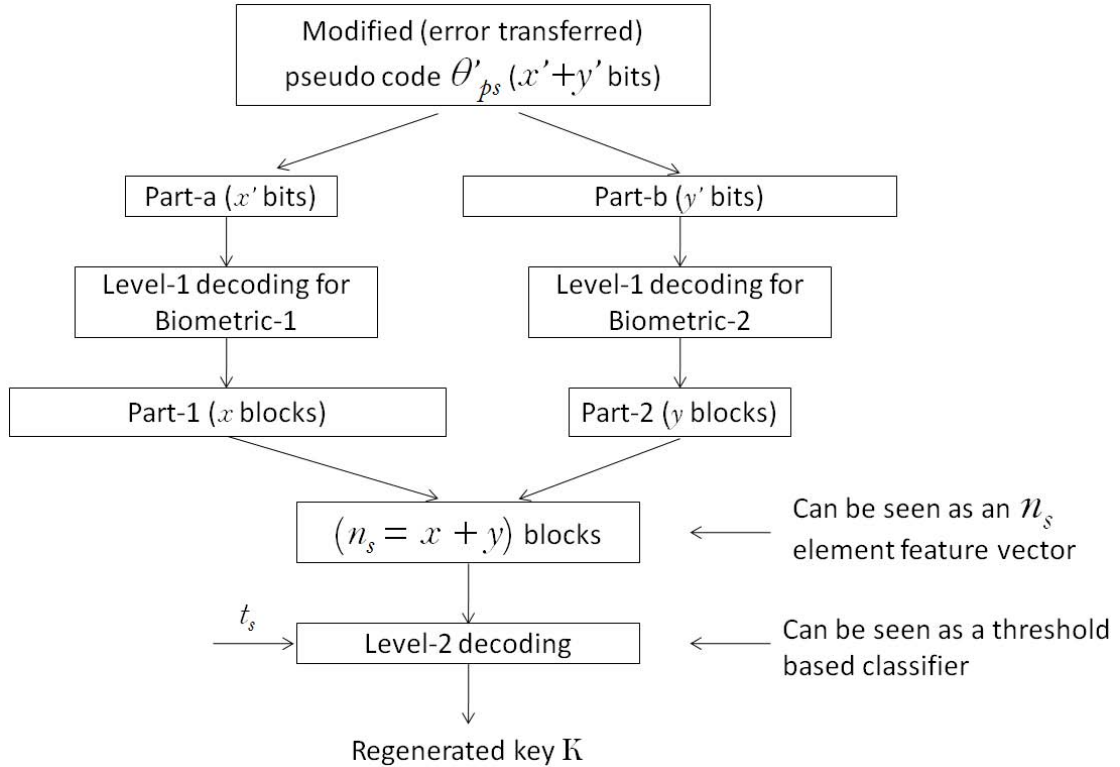 Modified (error transferred)
pseudo code θ'ps (x'+y' bits)
Part-a (x' bits)
Part-b (y' bits)
Level-1 decoding for
Biometric-1
Level-1 decoding for
Biometric-2
Part-1 (x blocks)
Part-2 (y blocks)
(ns = x + y) blocks
Can be seen as an ns
element feature vector
ts
Level-2 decoding
Can be seen as a threshold
based classifier
Regenerated key K